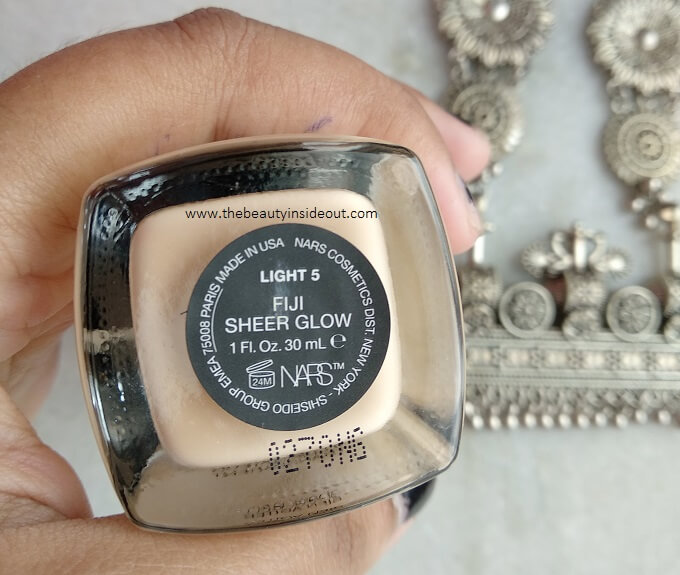 www.thebeautyinsideout.com
NARS COSMETICS DIST. NEW YORK - SHISEIDO GROUP EMEA 75008 PARIS MADE IN USA
LIGHT 5
FIJI
SHEER GLOW
1 Fl. Oz. 30 mL ℮
24M NARS™
0270HG